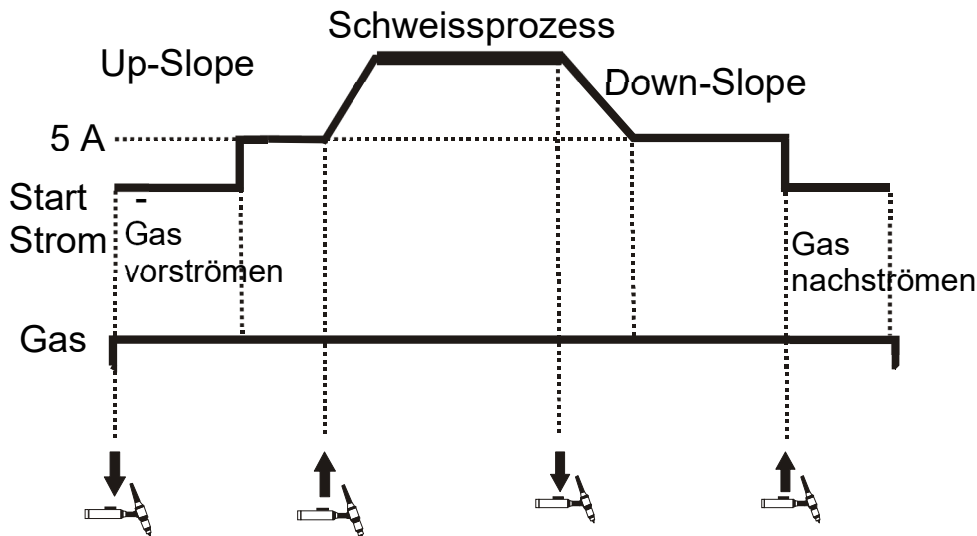 Schweissprozess
Up-Slope
Down-Slope
5 A
Start -
Strom
Gas
vorströmen
Gas
nachströmen
Gas